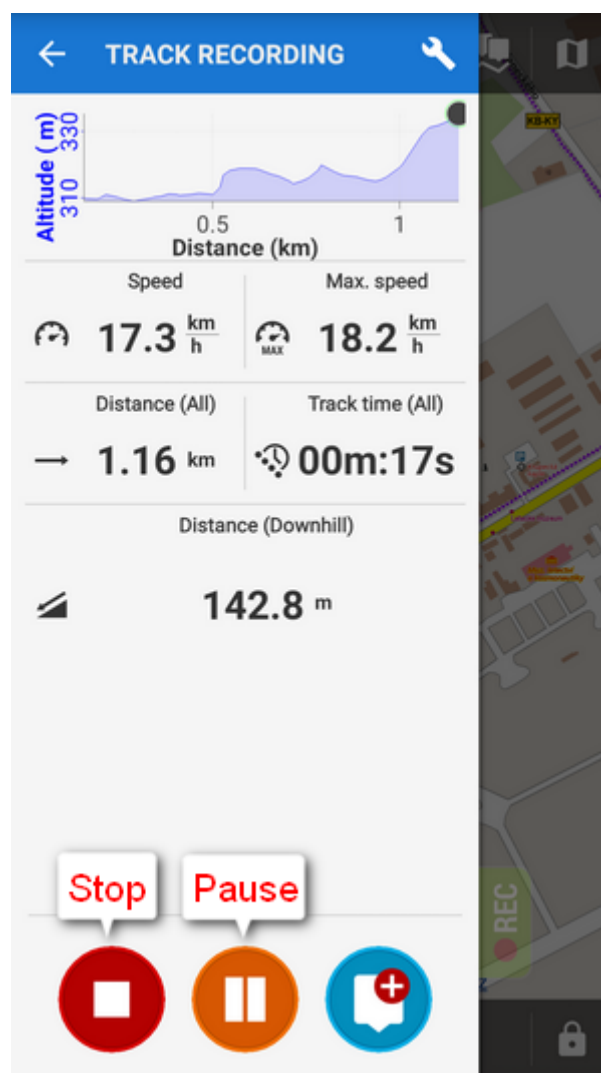 TRACK RECORDING
Altitude ( m)
330
310
0.5
1
Distance (km)
Speed
Max. speed
17.3 km/h
MAX
18.2 km/h
Distance (All)
Track time (All)
1.16 km
00m:17s
Distance (Downhill)
142.8 m
Stop
Pause
KB-KY
REC